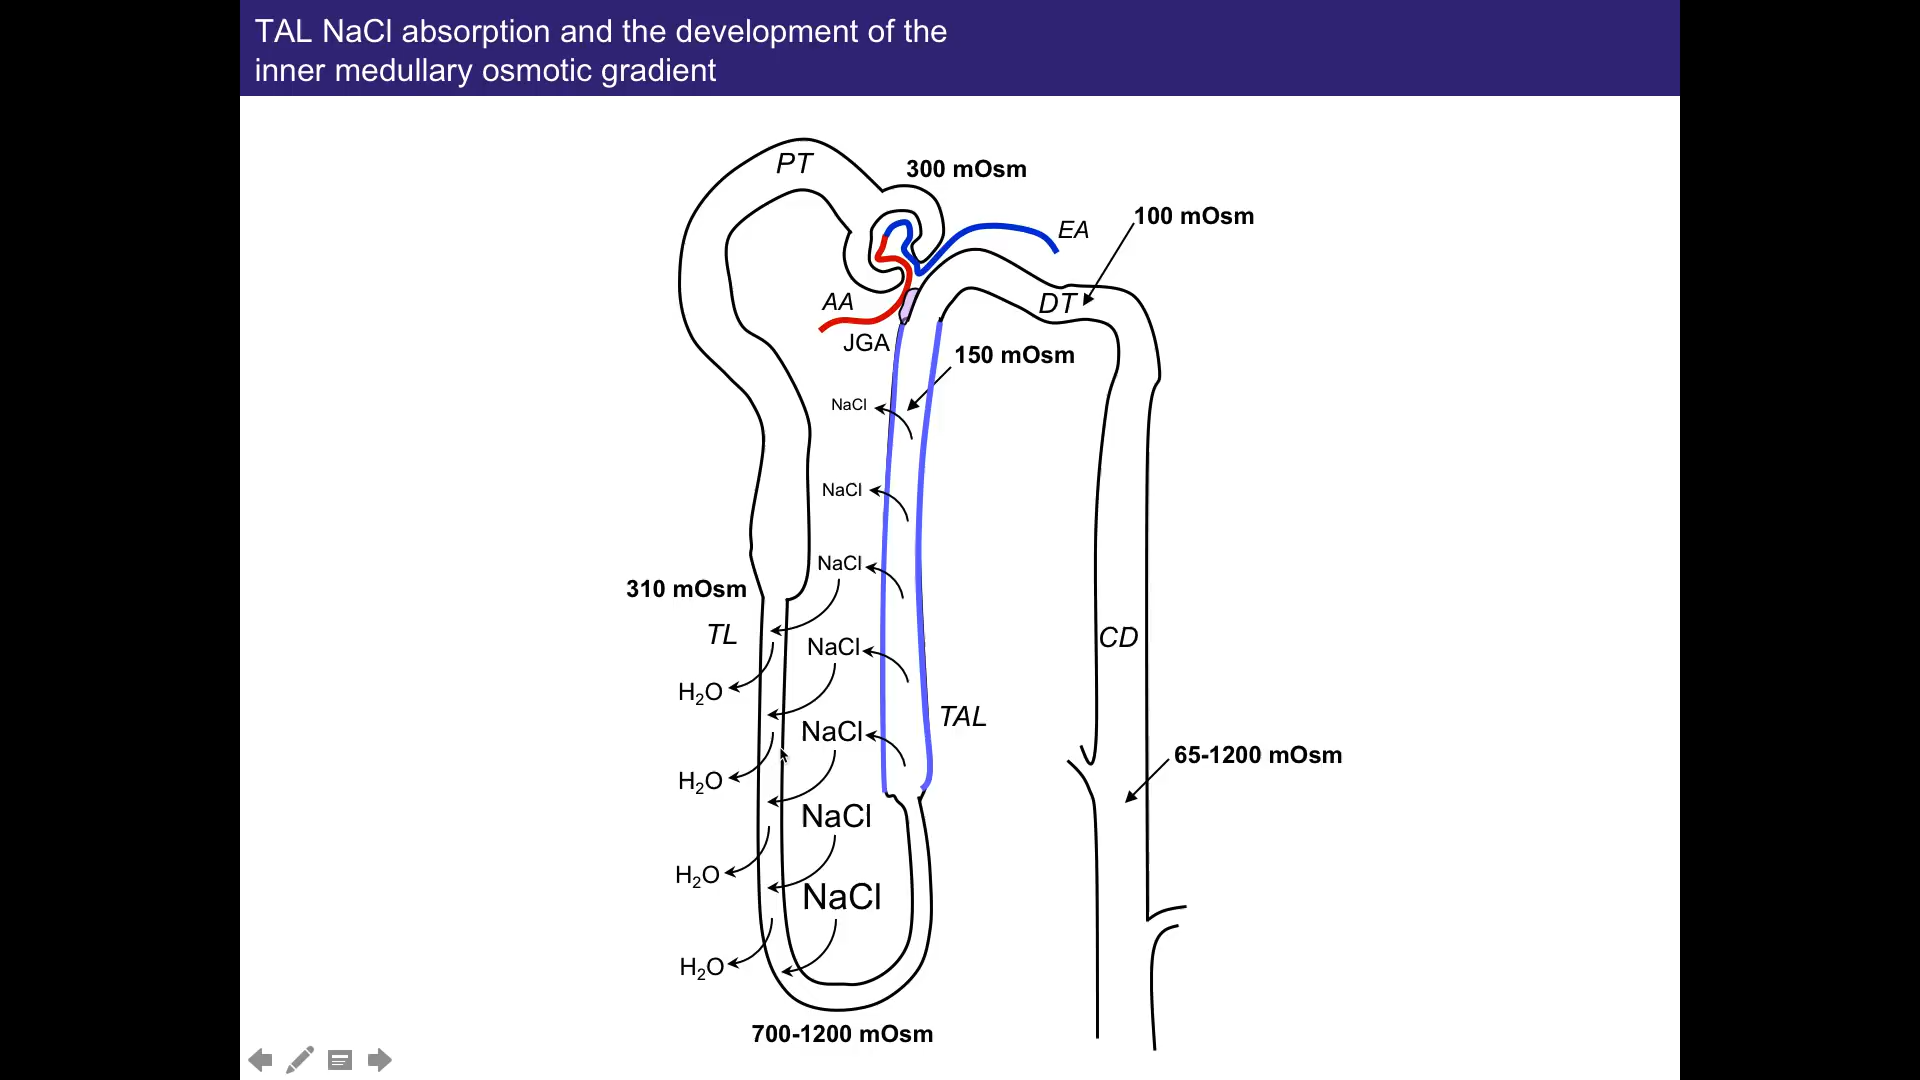 TAL NaCl absorption and the development of the
inner medullary osmotic gradient
PT
300 mOsm
100 mOsm
EA
AA
DT
JGA
150 mOsm
NaCl
NaCl
NaCl
310 mOsm
TL
NaCl
CD
H₂O
TAL
NaCl
65-1200 mOsm
H₂O
NaCl
H₂O
NaCl
H₂O
700-1200 mOsm